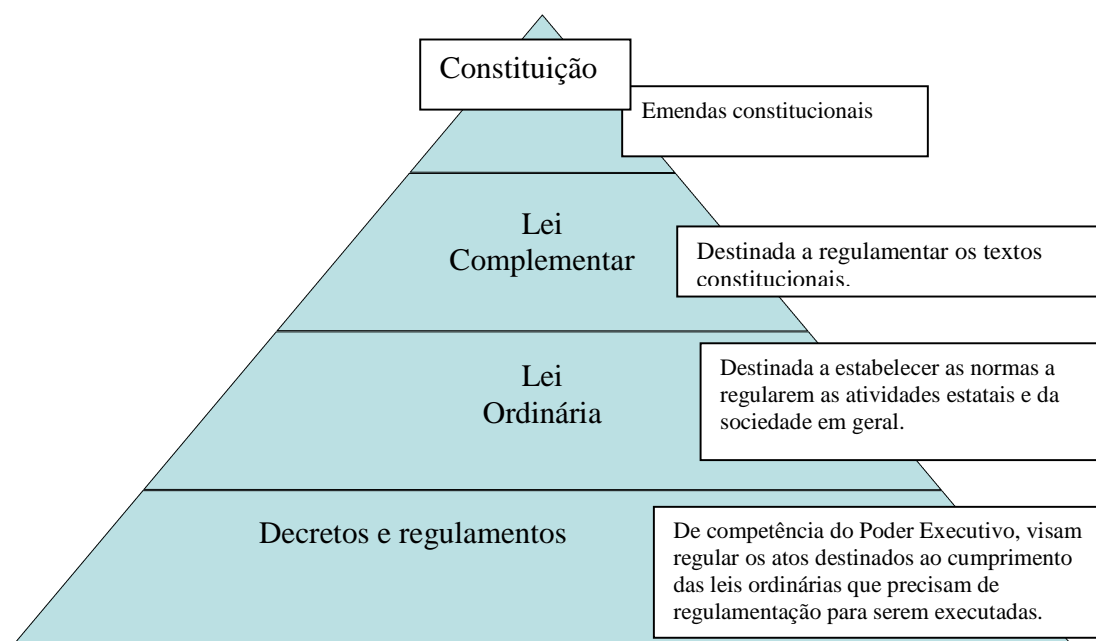 Constituição
Emendas constitucionais
Lei
Complementar
Destinada a regulamentar os textos
constitucionais.
Lei
Ordinária
Destinada a estabelecer as normas a
regularem as atividades estatais e da
sociedade em geral.
Decretos e regulamentos
De competência do Poder Executivo, visam
regular os atos destinados ao cumprimento
das leis ordinárias que precisam de
regulamentação para serem executadas.